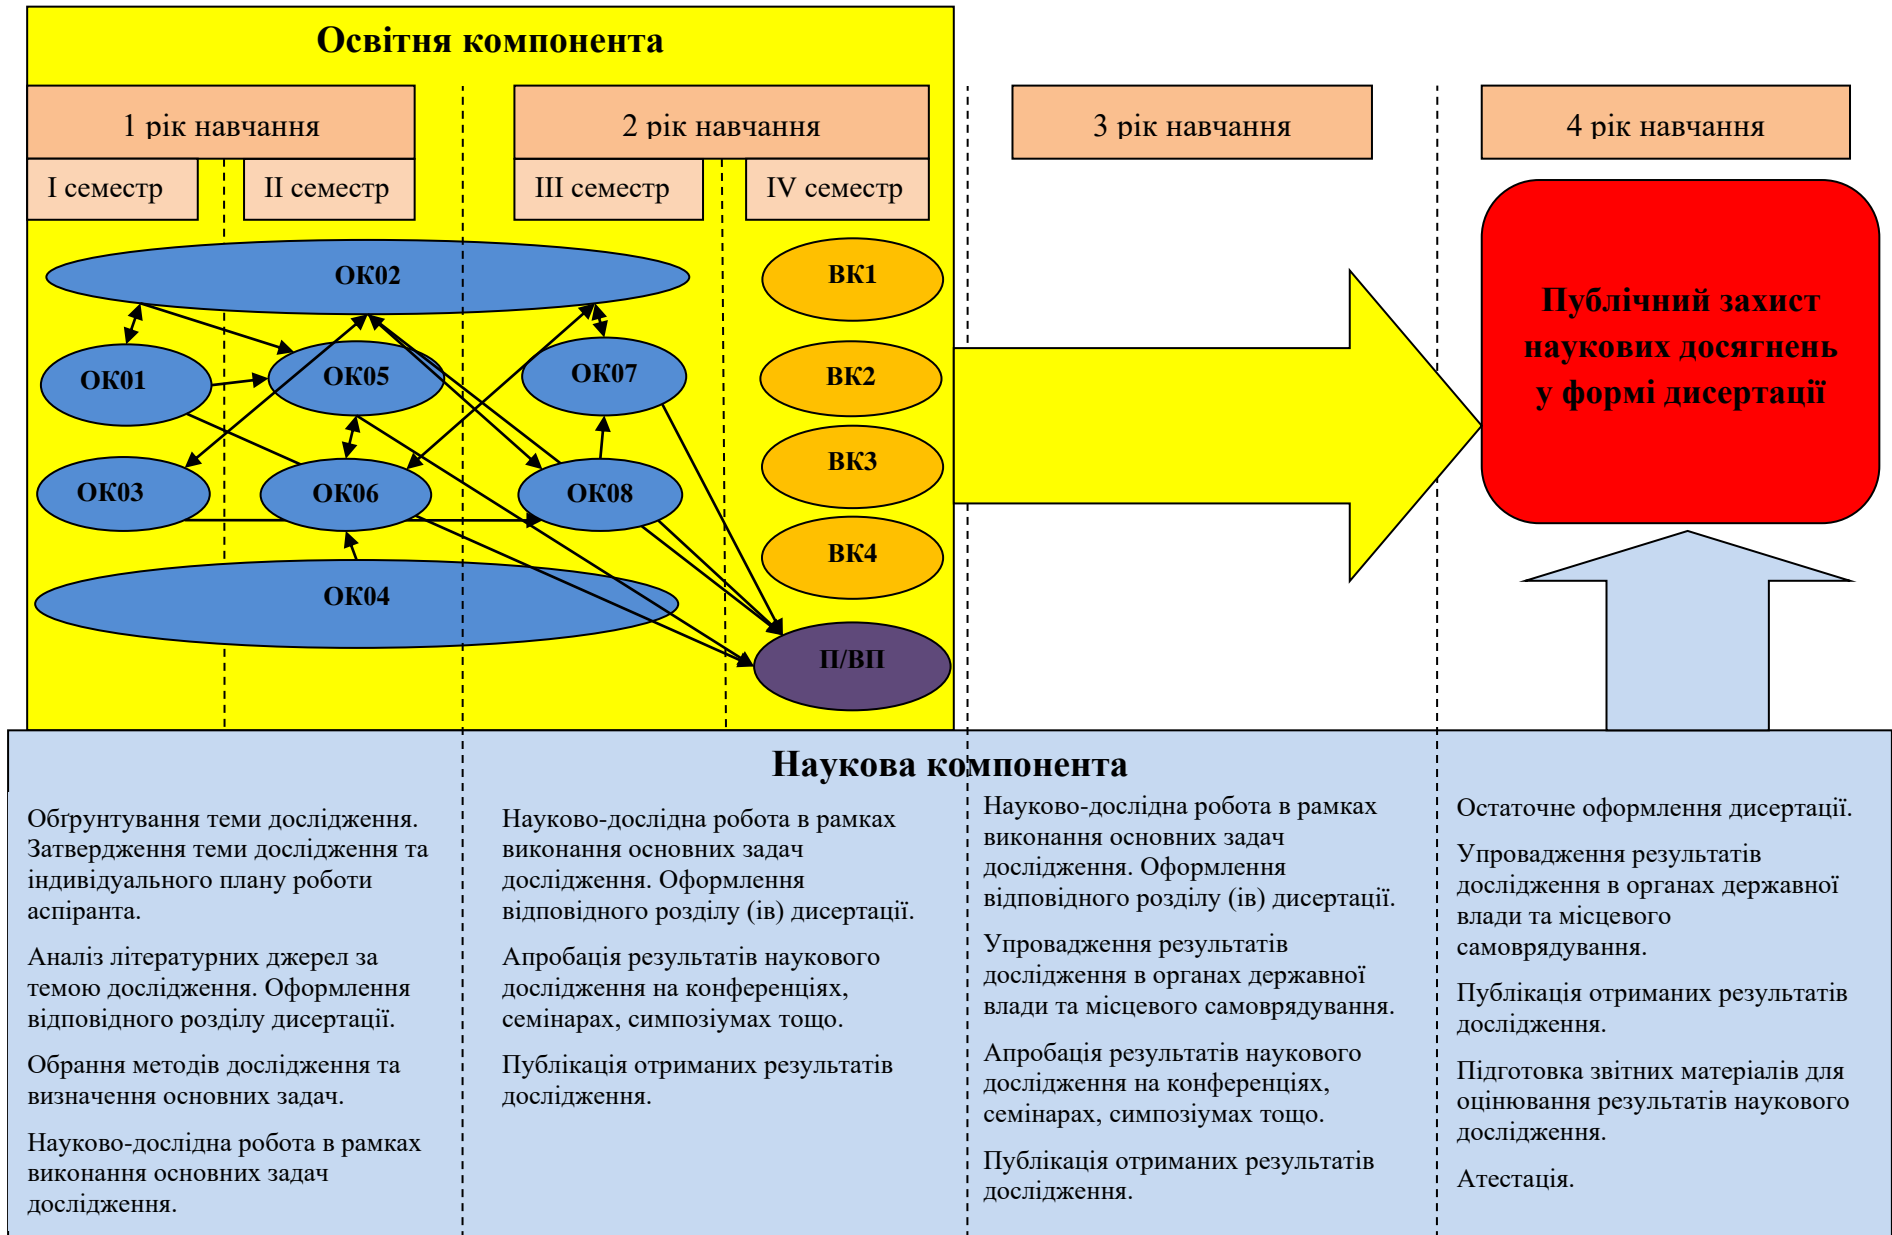 Освітня компонента
1 рік навчання
2 рік навчання
3 рік навчання
4 рік навчання
I семестр
II семестр
III семестр
IV семестр
ОК02
ВК1
ОК01
ОК05
ОК07
ВК2
ОК03
ОК06
ОК08
ВК3
ВК4
ОК04
П/ВП
Публічний захист
наукових досягнень
у формі дисертації
Наукова компонента
Обґрунтування теми дослідження.
Затвердження теми дослідження та
індивідуального плану роботи
аспіранта.
Аналіз літературних джерел за
темою дослідження. Оформлення
відповідного розділу дисертації.
Обрання методів дослідження та
визначення основних задач.
Науково-дослідна робота в рамках
виконання основних задач
дослідження.
Науково-дослідна робота в рамках
виконання основних задач
дослідження. Оформлення
відповідного розділу (ів) дисертації.
Апробація результатів наукового
дослідження на конференціях,
семінарах, симпозіумах тощо.
Публікація отриманих результатів
дослідження.
Науково-дослідна робота в рамках
виконання основних задач
дослідження. Оформлення
відповідного розділу (ів) дисертації.
Упровадження результатів
дослідження в органах державної
влади та місцевого самоврядування.
Апробація результатів наукового
дослідження на конференціях,
семінарах, симпозіумах тощо.
Публікація отриманих результатів
дослідження.
Остаточне оформлення дисертації.
Упровадження результатів
дослідження в органах державної
влади та місцевого
самоврядування.
Публікація отриманих результатів
дослідження.
Підготовка звітних матеріалів для
оцінювання результатів наукового
дослідження.
Атестація.